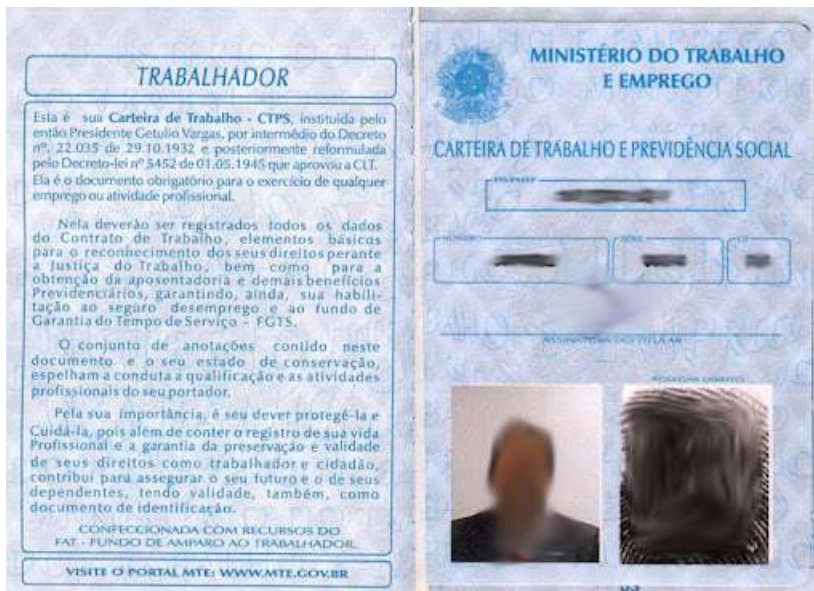 TRABALHADOR
Esta é sua Carteira de Trabalho - CTPS, instituída pelo
então Presidente Getulio Vargas, por intermédio do Decreto
nº. 22.035 de 29.10.1932 e posteriormente reformulada
pelo Decreto-lei nº 5452 de 01.05.1945 que aprovou a CLT.
Ela é o documento obrigatório para o exercício de qualquer
emprego ou atividade profissional.
Nela deverão ser registrados todos os dados
do Contrato de Trabalho, elementos básicos
para o reconhecimento dos seus direitos perante
a Justiça do Trabalho, bem como para a
obtenção da aposentadoria e demais benefícios
Previdenciários, garantindo, ainda, sua habili-
tação ao seguro desemprego e ao fundo de
Garantia do Tempo de Serviço - FGTS.
O conjunto de anotações contido neste
documento e o seu estado de conservação,
espelham a conduta a qualificação e as atividades
profissionais do seu portador.
Pela sua importância, é seu dever protegê-la e
Cuidá-la, pois além de conter o registro de sua vida
Profissional e a garantia da preservação e validade
de seus direitos como trabalhador e cidadão,
contribui para assegurar o seu futuro e o de seus
dependentes, tendo validade, também, como
documento de identificação.
CONFECCIONADA COM RECURSOS DO
FAT - FUNDO DE AMPARO AO TRABALHADOR.
VISITE O PORTAL MTE: WWW.MTE.GOV.BR
MINISTÉRIO DO TRABALHO
E EMPREGO
CARTEIRA DE TRABALHO E PREVIDÊNCIA SOCIAL
NÚMERO
SÉRIE
UF
ASSINATURA DO TITULAR
POLEGAR DIREITO